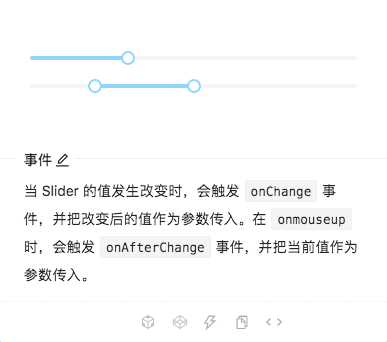 事件
当 Slider 的值发生改变时，会触发 onChange 事
件，并把改变后的值作为参数传入。在 onmouseup
时，会触发 onAfterChange 事件，并把当前值作为
参数传入。